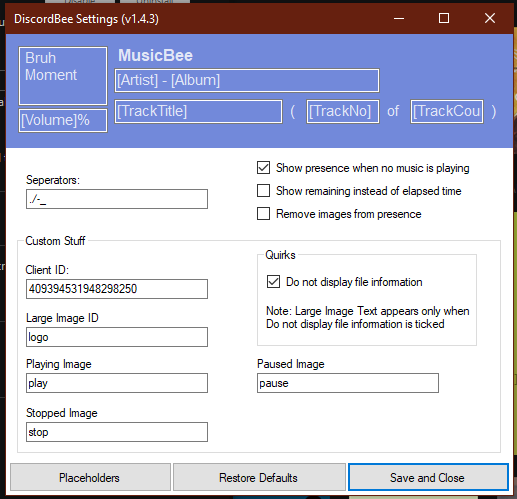 DiscordBee Settings (v1.4.3)
Bruh
Moment
MusicBee
[Artist] - [Album]
[Volume]%
[TrackTitle] ( [TrackNo] of [TrackCou )
Show presence when no music is playing
Seperators:
Show remaining instead of elapsed time
./-_
Remove images from presence
Custom Stuff
Quirks
Client ID:
Do not display file information
409394531948298250
Note: Large Image Text appears only when
Do not display file information is ticked
Large Image ID
logo
Playing Image
Paused Image
play
pause
Stopped Image
stop
Placeholders
Restore Defaults
Save and Close